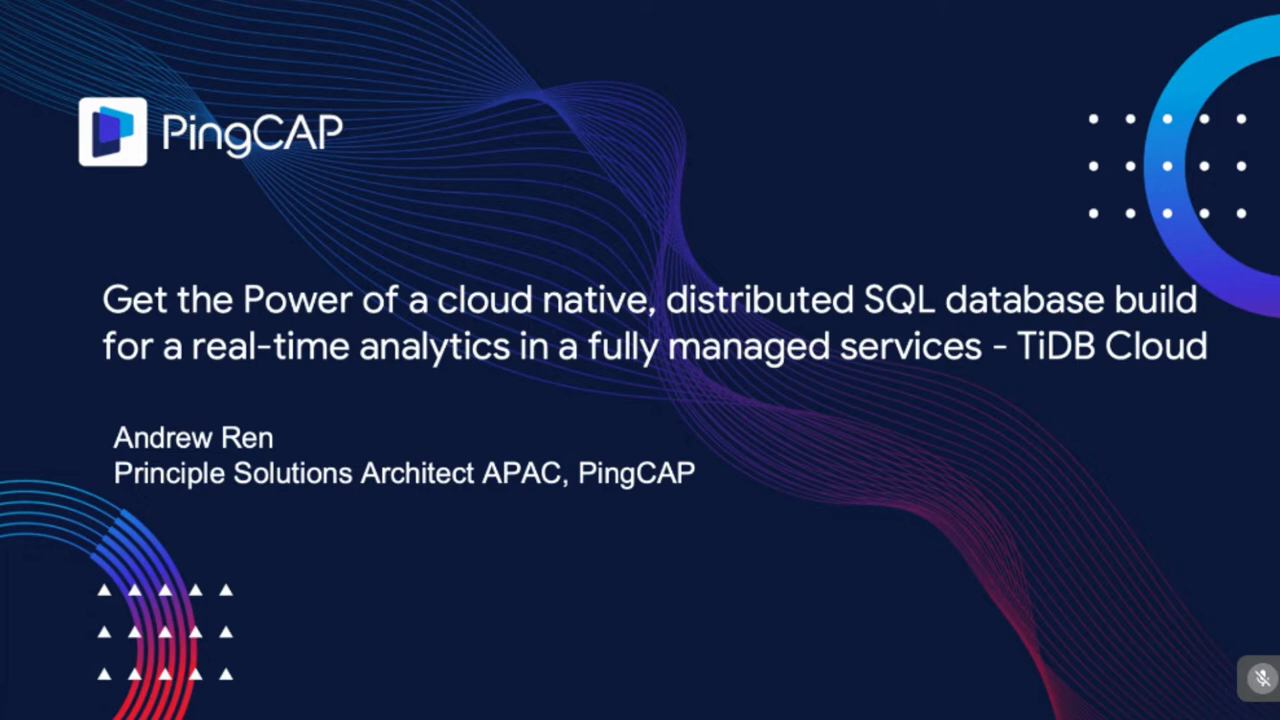 PingCAP
Get the Power of a cloud native, distributed SQL database build
for a real-time analytics in a fully managed services - TiDB Cloud
Andrew Ren
Principle Solutions Architect APAC, PingCAP